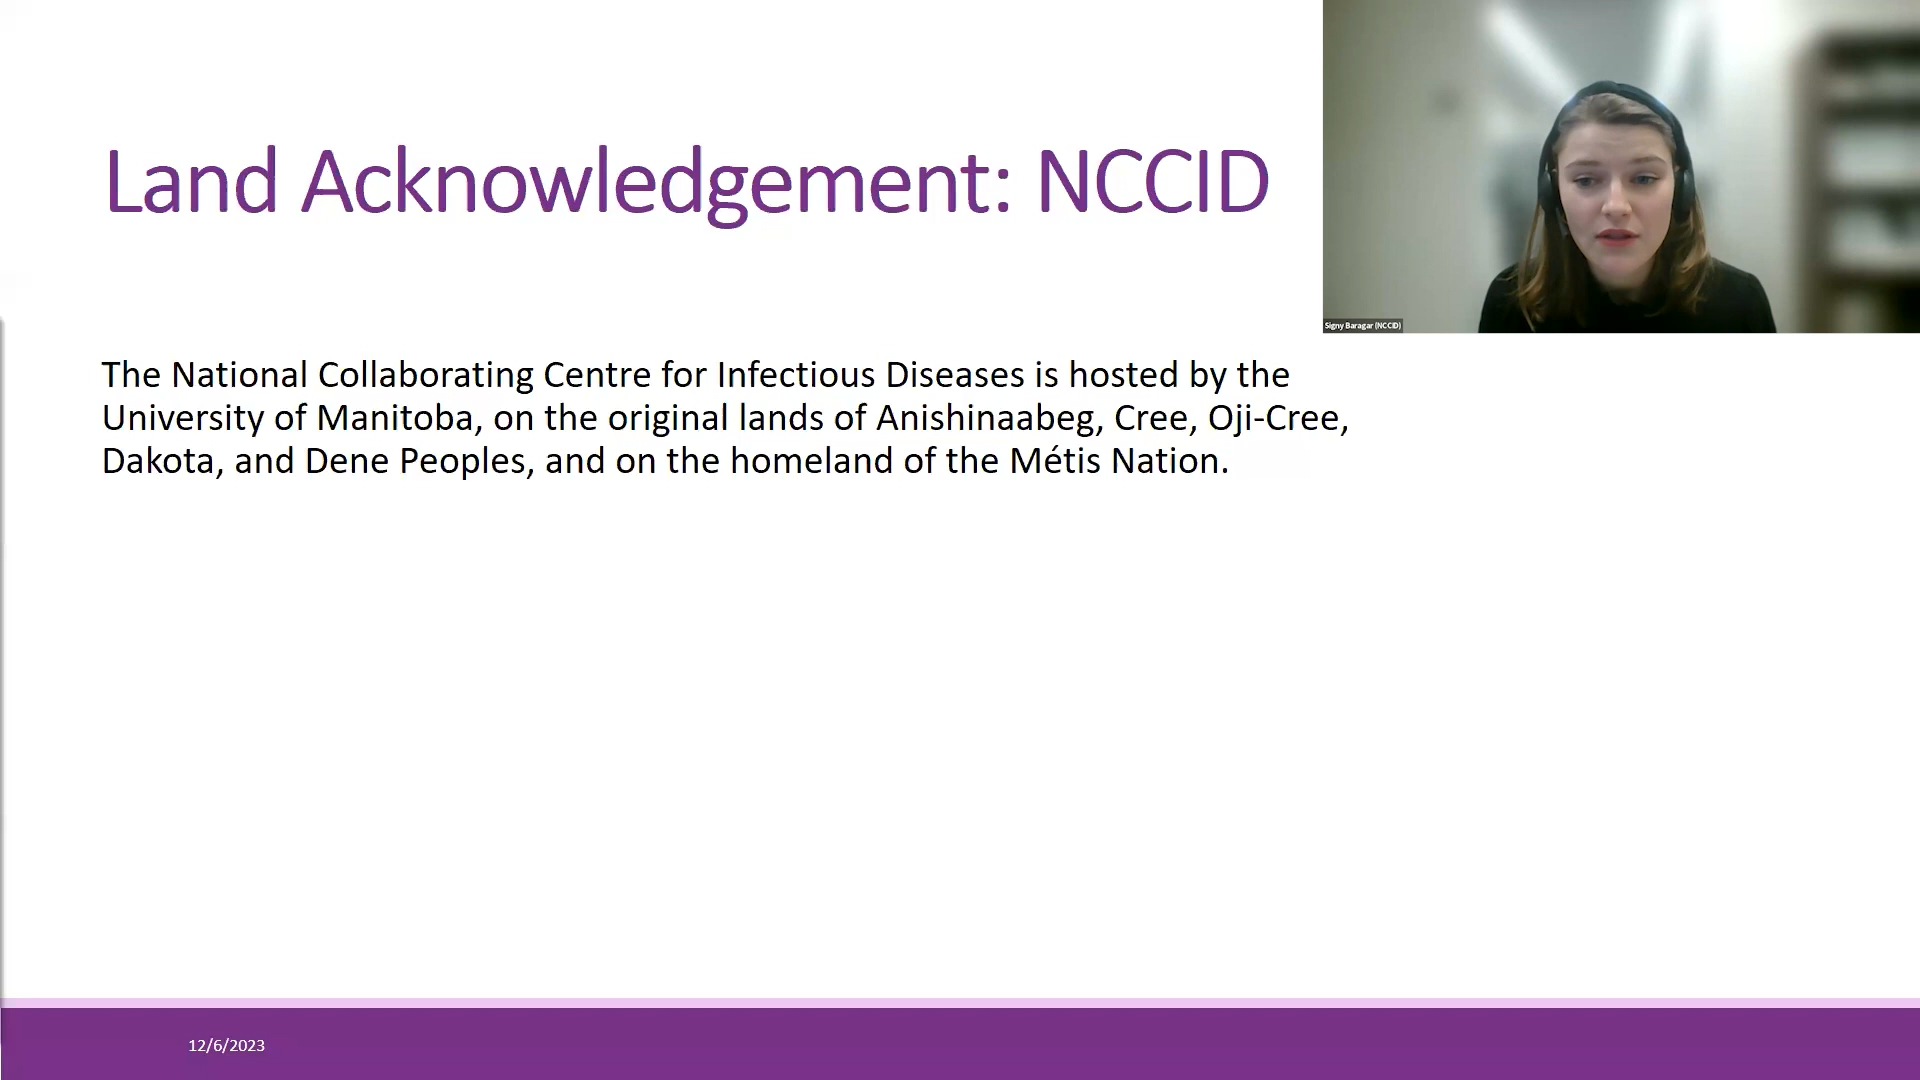 Land Acknowledgement: NCCID
Signy Baragar (NCCID)
The National Collaborating Centre for Infectious Diseases is hosted by the
University of Manitoba, on the original lands of Anishinaabeg, Cree, Oji-Cree,
Dakota, and Dene Peoples, and on the homeland of the Métis Nation.
12/6/2023